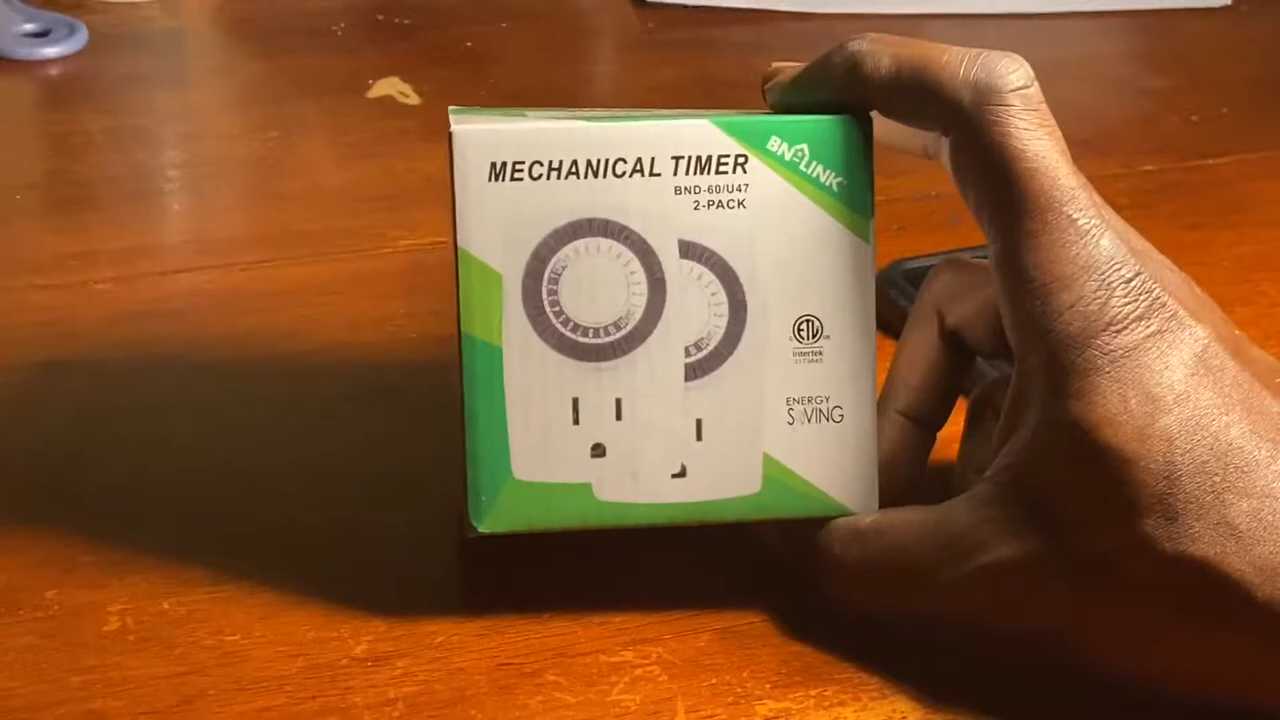 MECHANICAL TIMER
BND-60/U47
2-PACK
BN-LINK
ETL
Intertek
ENERGY
SAVING